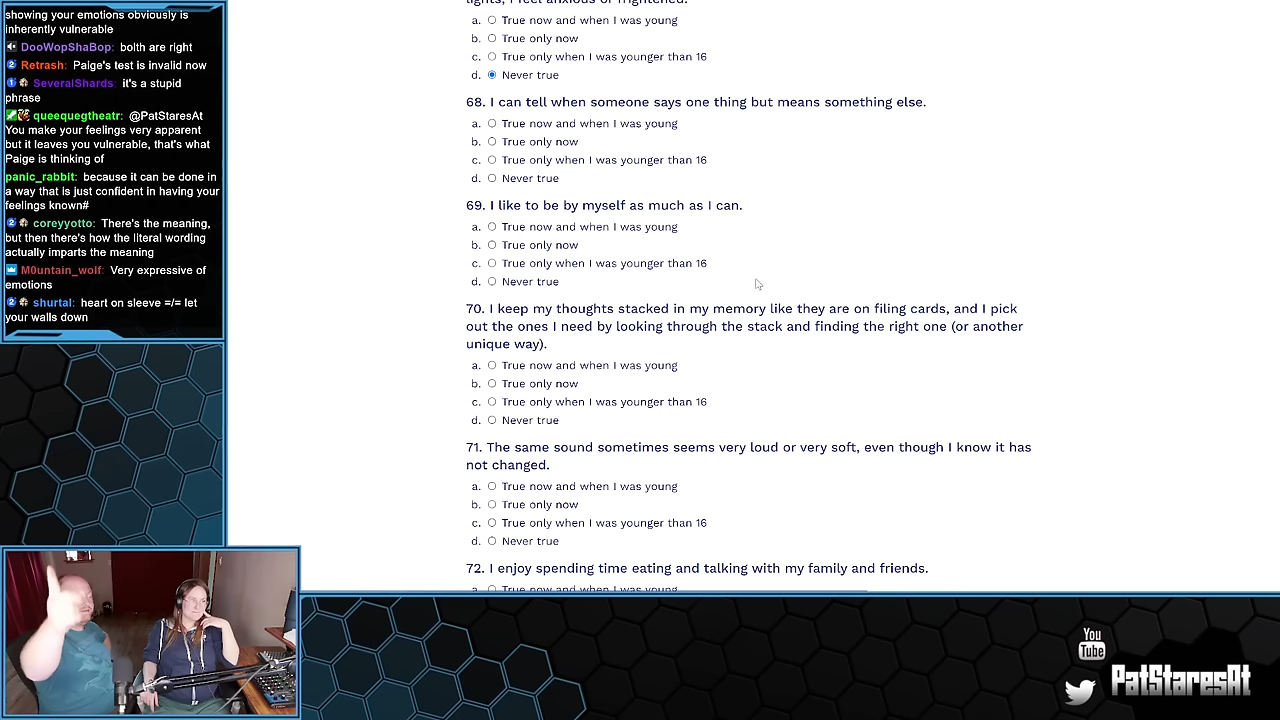 showing your emotions obviously is
inherently vulnerable
DooWopShaBop: bolth are right
Retrash: Paige's test is invalid now
SeveralShards: it's a stupid
phrase
queequegtheatr: @PatStaresAt
You make your feelings very apparent
but it leaves you vulnerable, that's what
Paige is thinking of
panic_rabbit: because it can be done in
a way that is just confident in having your
feelings known#
coreyyotto: There's the meaning,
but then there's how the literal wording
actually imparts the meaning
M0untain_wolf: Very expressive of
emotions
shurtal: heart on sleeve =/= let
your walls down
lights, I feel anxious or frightened.
a. True now and when I was young
b. True only now
c. True only when I was younger than 16
d. Never true
68. I can tell when someone says one thing but means something else.
a. True now and when I was young
b. True only now
c. True only when I was younger than 16
d. Never true
69. I like to be by myself as much as I can.
a. True now and when I was young
b. True only now
c. True only when I was younger than 16
d. Never true
70. I keep my thoughts stacked in my memory like they are on filing cards, and I pick
out the ones I need by looking through the stack and finding the right one (or another
unique way).
a. True now and when I was young
b. True only now
c. True only when I was younger than 16
d. Never true
71. The same sound sometimes seems very loud or very soft, even though I know it has
not changed.
a. True now and when I was young
b. True only now
c. True only when I was younger than 16
d. Never true
72. I enjoy spending time eating and talking with my family and friends.
a. True now and when I was young
You
Tube
PatStaresAt